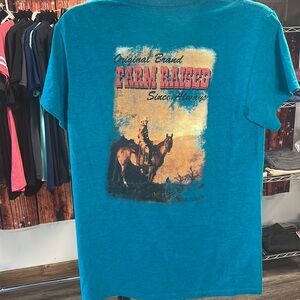 Original Brand
FARM RAISED
Since Always